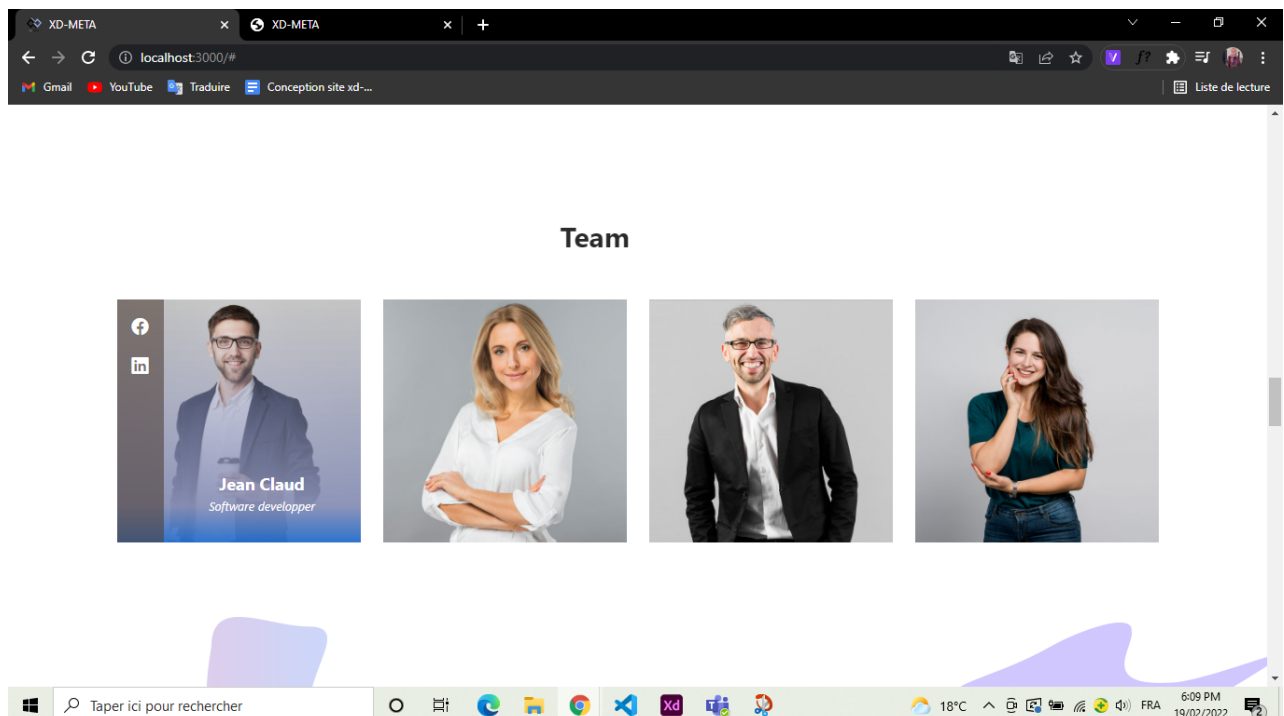 XD-META
XD-META
localhost:3000/#
Gmail
YouTube
Traduire
Conception site xd-...
Liste de lecture
Team
Jean Claud
Software developper
Taper ici pour rechercher
18°C
FRA
6:09 PM
19/02/2022
2